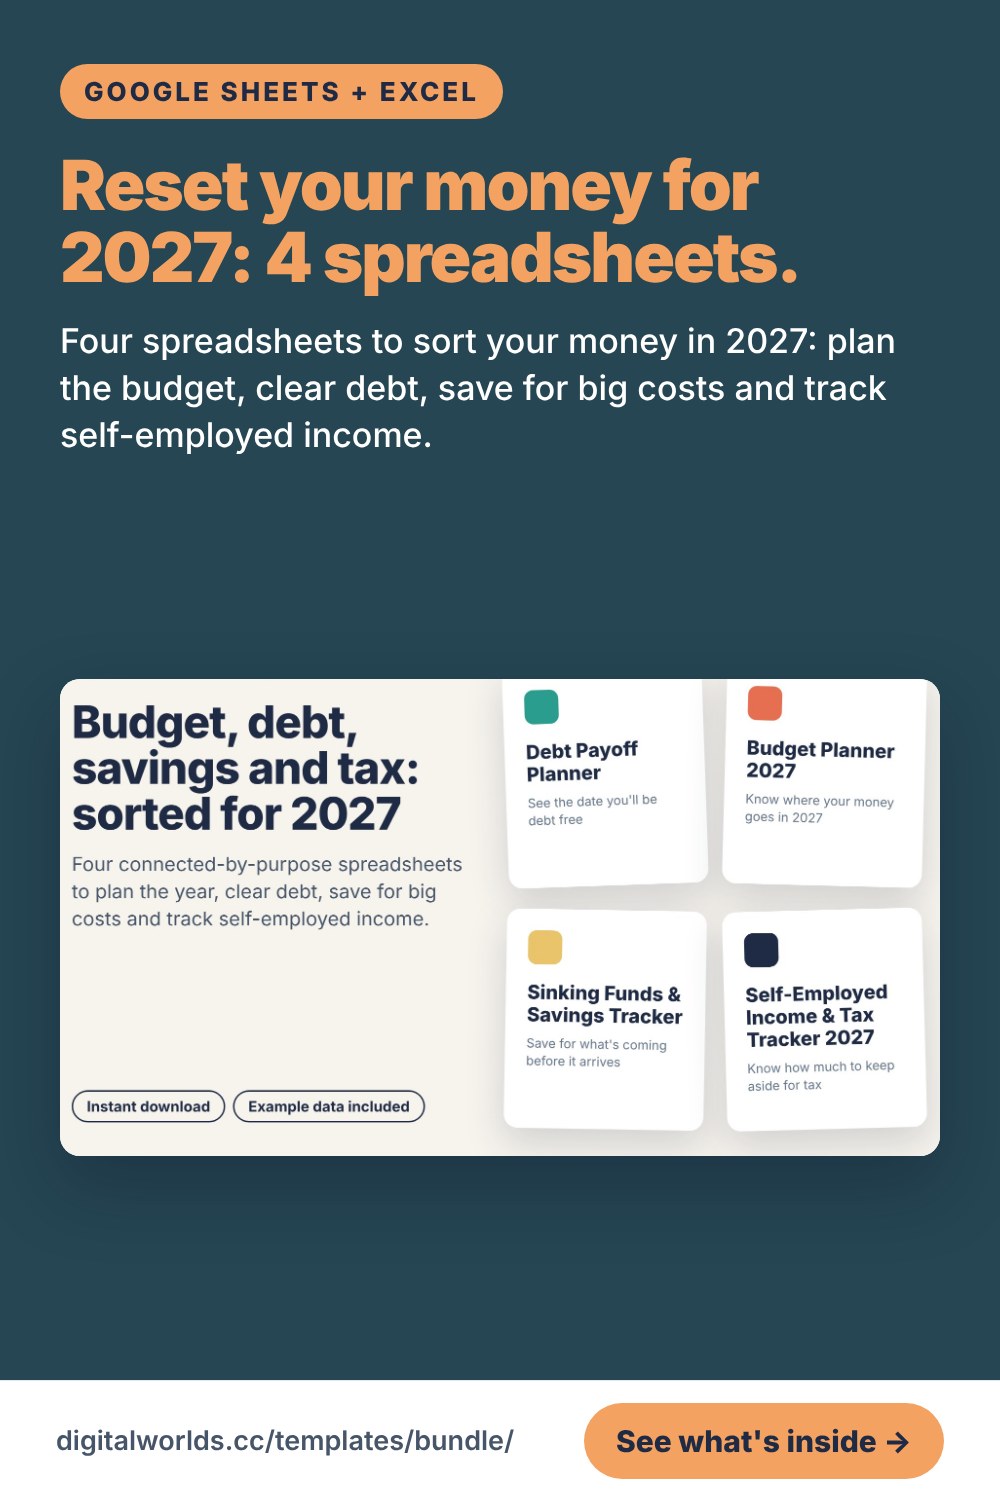 GOOGLE SHEETS + EXCEL
Reset your money for
2027: 4 spreadsheets.
Four spreadsheets to sort your money in 2027: plan
the budget, clear debt, save for big costs and track
self-employed income.
Budget, debt,
savings and tax:
sorted for 2027
Four connected-by-purpose spreadsheets
to plan the year, clear debt, save for big
costs and track self-employed income.
Instant download
Example data included
Debt Payoff
Planner
See the date you'll be
debt free
Budget Planner
2027
Know where your money
goes in 2027
Sinking Funds &
Savings Tracker
Save for what's coming
before it arrives
Self-Employed
Income & Tax
Tracker 2027
Know how much to keep
aside for tax
digitalworlds.cc/templates/bundle/
See what's inside →